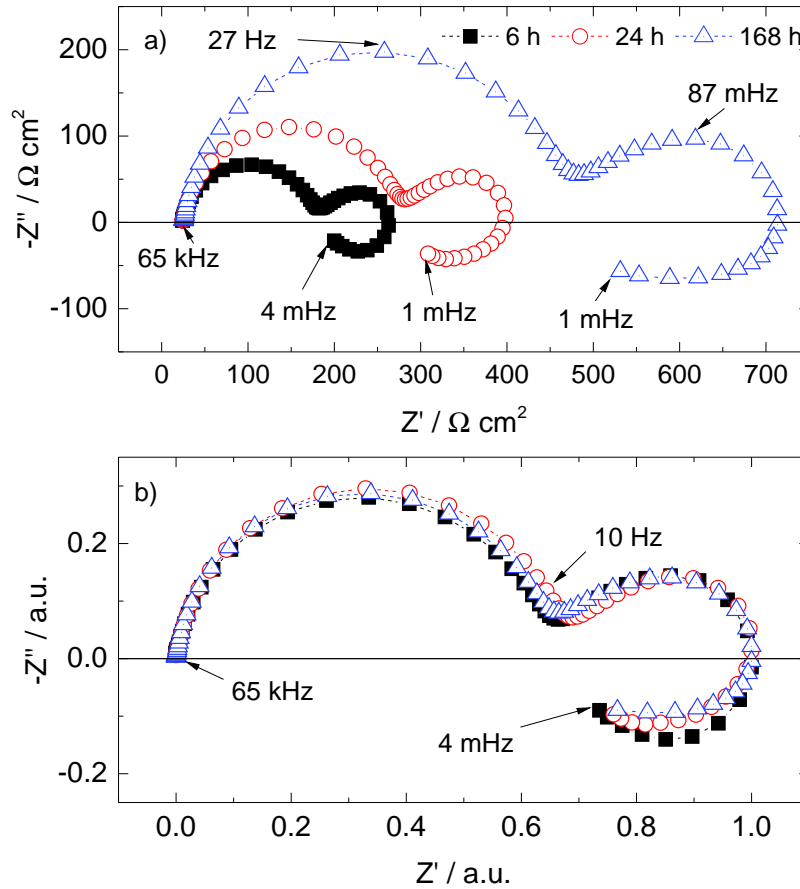 a)
27 Hz
6 h
24 h
168 h
87 mHz
65 kHz
4 mHz
1 mHz
1 mHz
200
100
0
-100
-Z" / Ω cm²
0 100 200 300 400 500 600 700
Z' / Ω cm²
b)
10 Hz
65 kHz
4 mHz
0.2
0.0
-0.2
-Z" / a.u.
0.0 0.2 0.4 0.6 0.8 1.0
Z' / a.u.